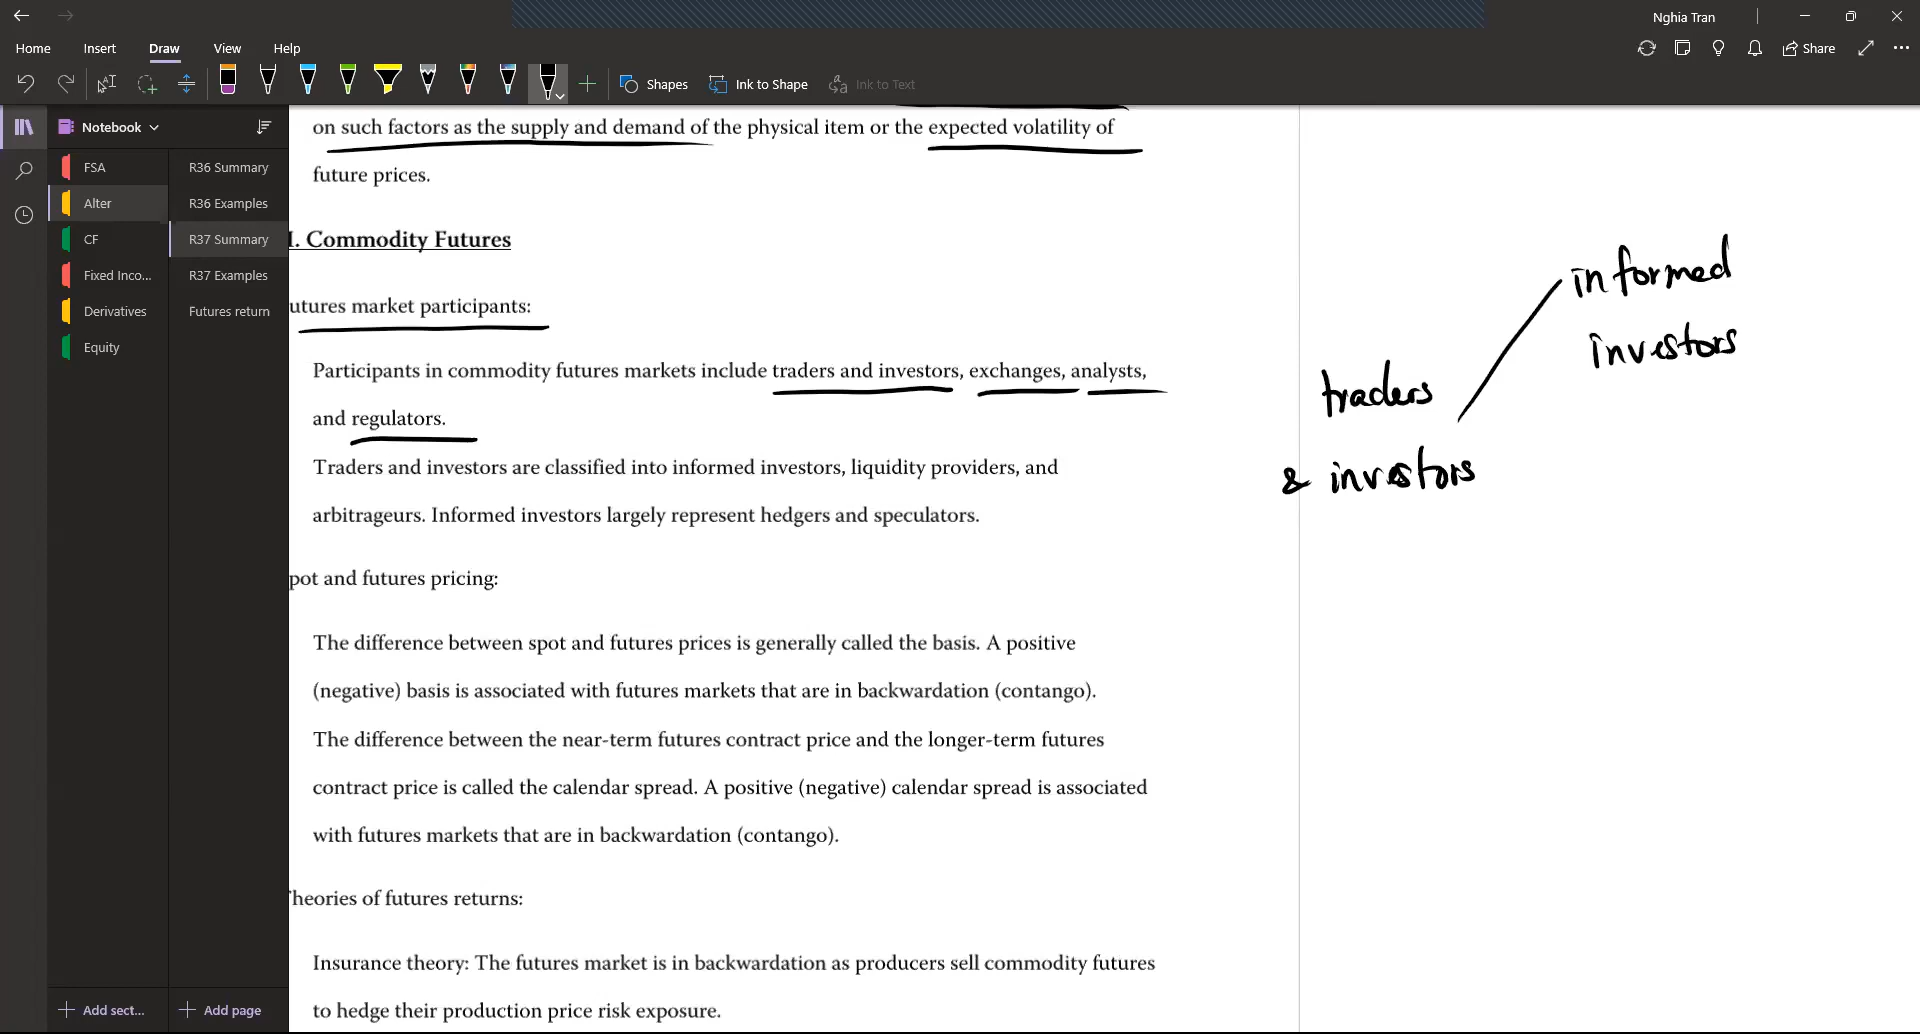 Nghia Tran
Home Insert Draw View Help
Share
Shapes Ink to Shape Ink to Text
Notebook
FSA
Alter
CF
Fixed Inco...
Derivatives
Equity
Add sect...
R36 Summary
R36 Examples
R37 Summary
R37 Examples
Futures return
Add page
on such factors as the supply and demand of the physical item or the expected volatility of
future prices.
I. Commodity Futures
utures market participants:
Participants in commodity futures markets include traders and investors, exchanges, analysts,
and regulators.
Traders and investors are classified into informed investors, liquidity providers, and
arbitrageurs. Informed investors largely represent hedgers and speculators.
pot and futures pricing:
The difference between spot and futures prices is generally called the basis. A positive
(negative) basis is associated with futures markets that are in backwardation (contango).
The difference between the near-term futures contract price and the longer-term futures
contract price is called the calendar spread. A positive (negative) calendar spread is associated
with futures markets that are in backwardation (contango).
Theories of futures returns:
Insurance theory: The futures market is in backwardation as producers sell commodity futures
to hedge their production price risk exposure.
traders
& investors
informed
investors